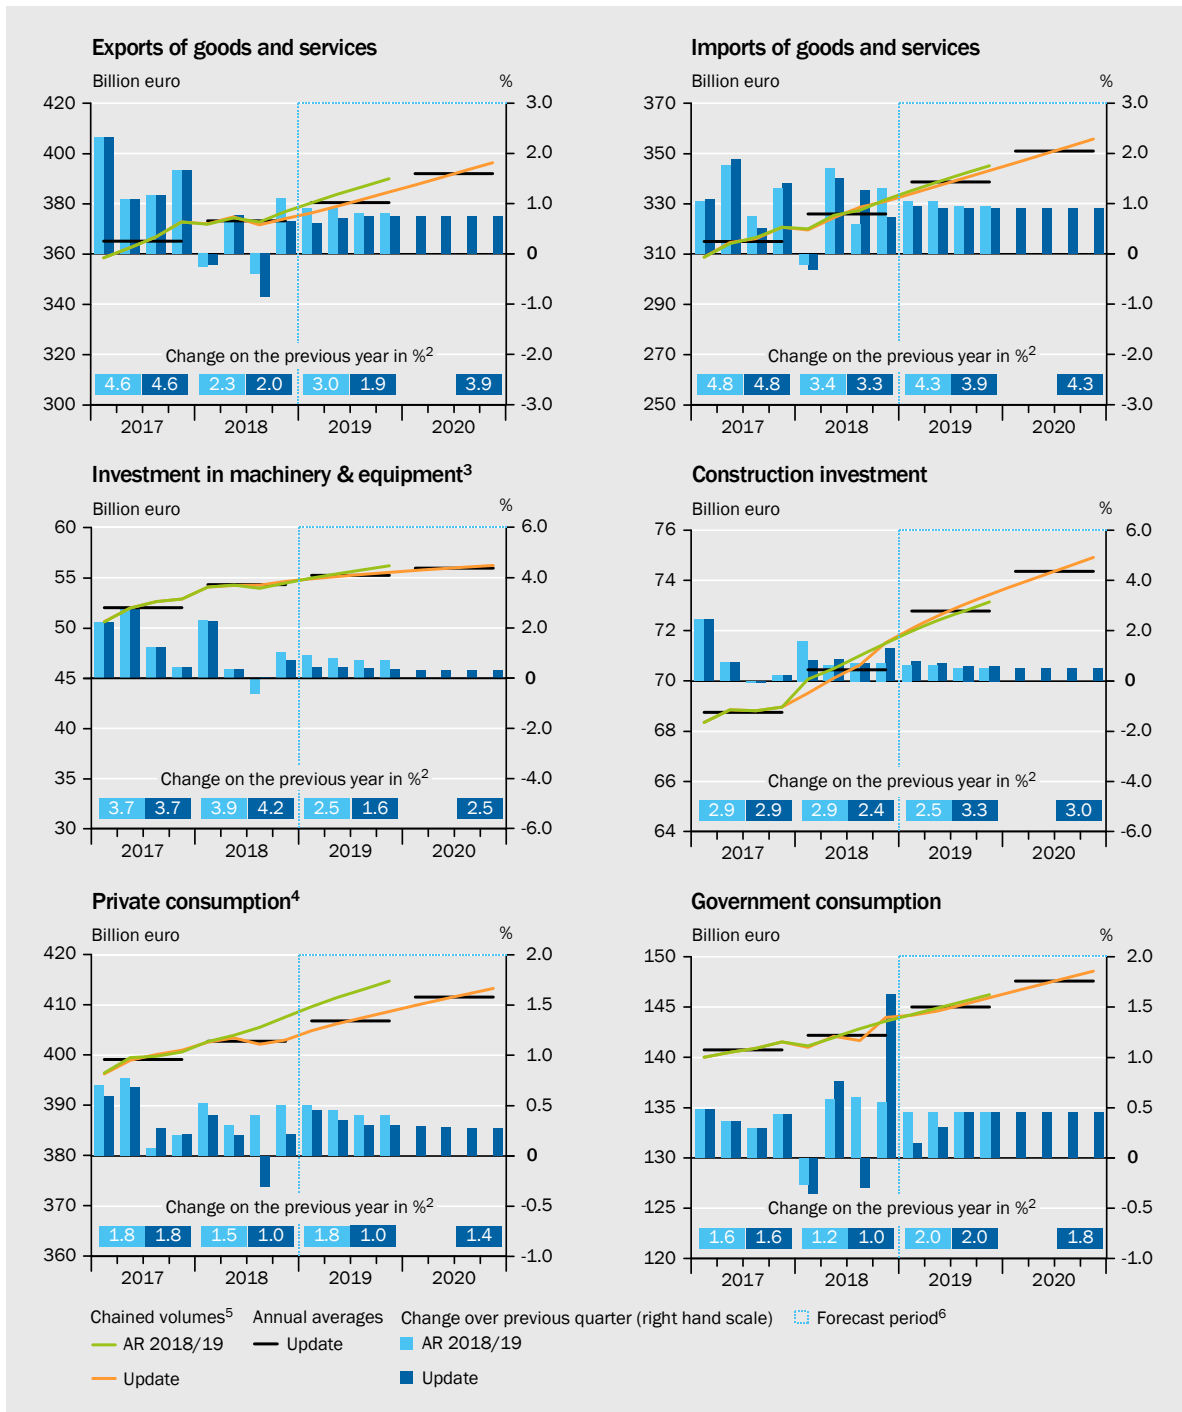 Exports of goods and services
Billion euro %
420 3.0
400 2.0
380 1.0
360 0
340 -1.0
320 -2.0
Change on the previous year in %2
4.6 4.6 2.3 2.0 3.0 1.9 3.9
300 -3.0
2017 2018 2019 2020
Imports of goods and services
Billion euro %
370 3.0
350 2.0
330 1.0
310 0
290 -1.0
270 -2.0
Change on the previous year in %2
4.8 4.8 3.4 3.3 4.3 3.9 4.3
250 -3.0
2017 2018 2019 2020
Investment in machinery & equipment3
Billion euro %
60 6.0
55 4.0
50 2.0
45 0
40 -2.0
35 -4.0
Change on the previous year in %2
3.7 3.7 3.9 4.2 2.5 1.6 2.5
30 -6.0
2017 2018 2019 2020
Construction investment
Billion euro %
76 6.0
74 4.0
72 2.0
70 0
68 -2.0
66 -4.0
Change on the previous year in %2
2.9 2.9 2.9 2.4 2.5 3.3 3.0
64 -6.0
2017 2018 2019 2020
Private consumption4
Billion euro %
420 2.0
410 1.5
400 1.0
390 0.5
380 0
370 -0.5
Change on the previous year in %2
1.8 1.8 1.5 1.0 1.8 1.0 1.4
360 -1.0
2017 2018 2019 2020
Government consumption
Billion euro %
150 2.0
145 1.5
140 1.0
135 0.5
130 0
125 -0.5
Change on the previous year in %2
1.6 1.6 1.2 1.0 2.0 2.0 1.8
120 -1.0
2017 2018 2019 2020
Chained volumes5 Annual averages Change over previous quarter (right hand scale) Forecast period6
AR 2018/19 Update AR 2018/19
Update Update